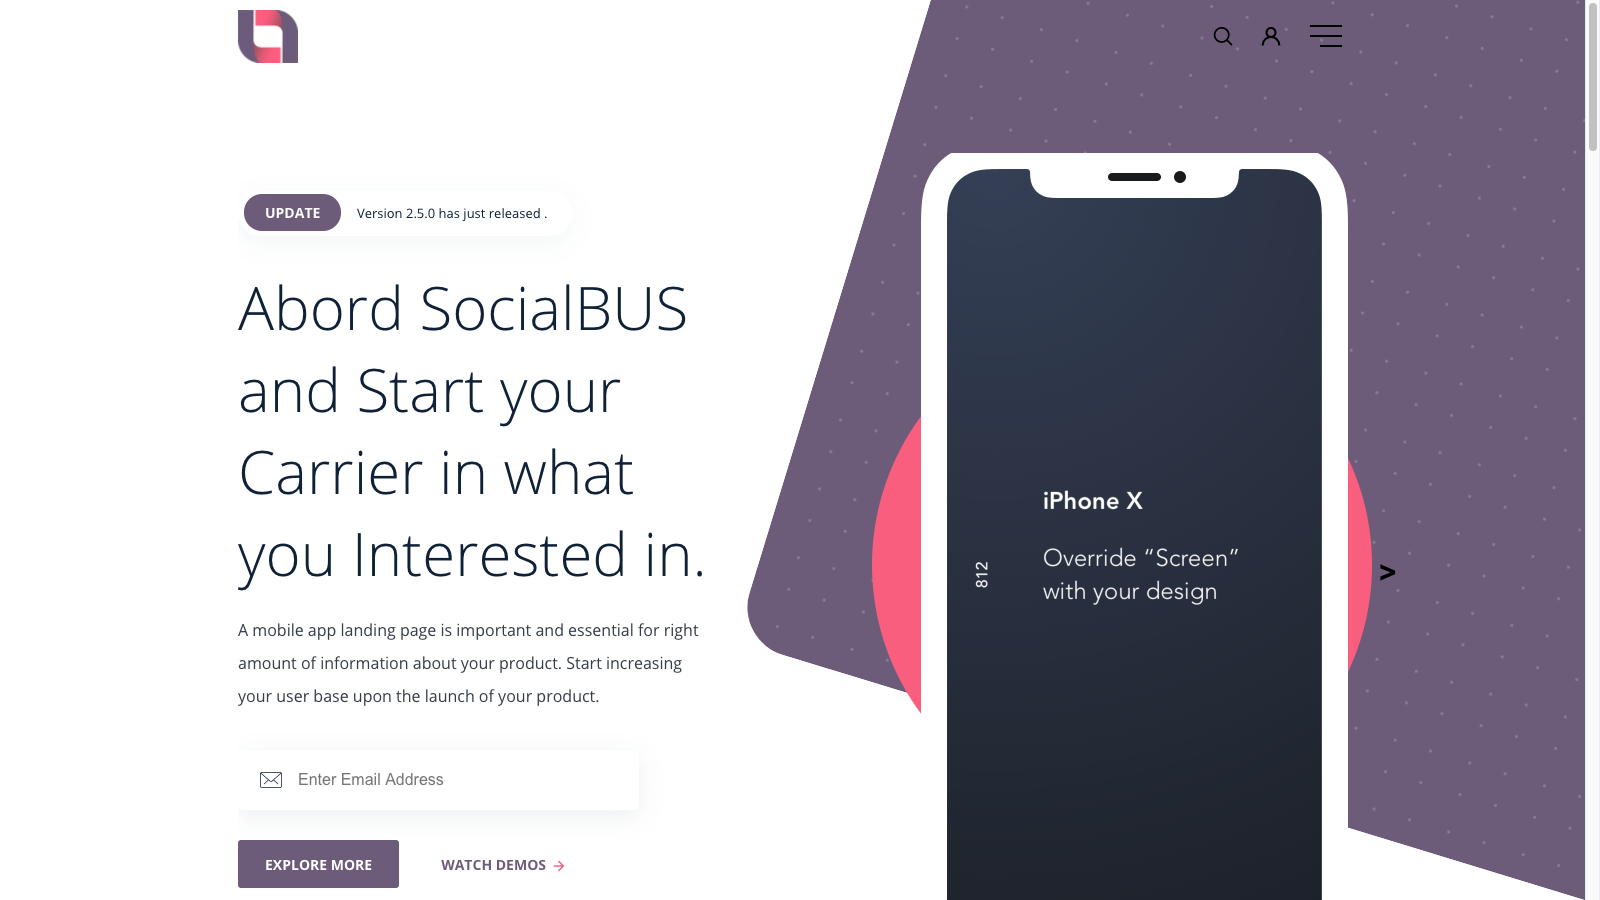 UPDATE
Version 2.5.0 has just released .
Abord SocialBUS
and Start your
Carrier in what
you Interested in.
A mobile app landing page is important and essential for right
amount of information about your product. Start increasing
your user base upon the launch of your product.
Enter Email Address
EXPLORE MORE
WATCH DEMOS
iPhone X
Override “Screen”
with your design
812
>